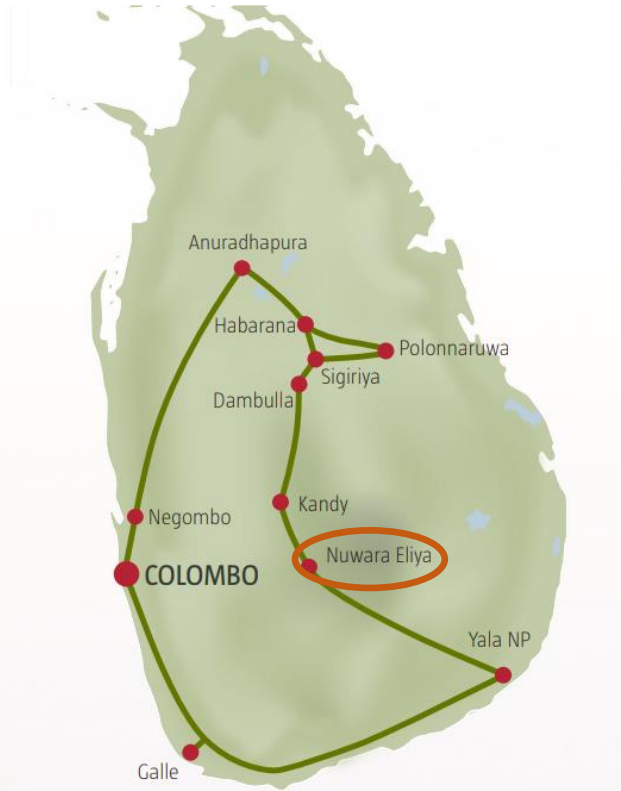 Anuradhapura
Habarana
Polonnaruwa
Sigiriya
Dambulla
Kandy
Negombo
Nuwara Eliya
COLOMBO
Yala NP
Galle